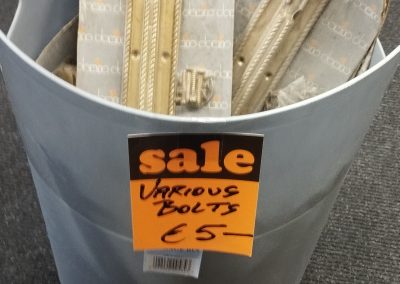 sale
VARIOUS
BOLTS
€5-